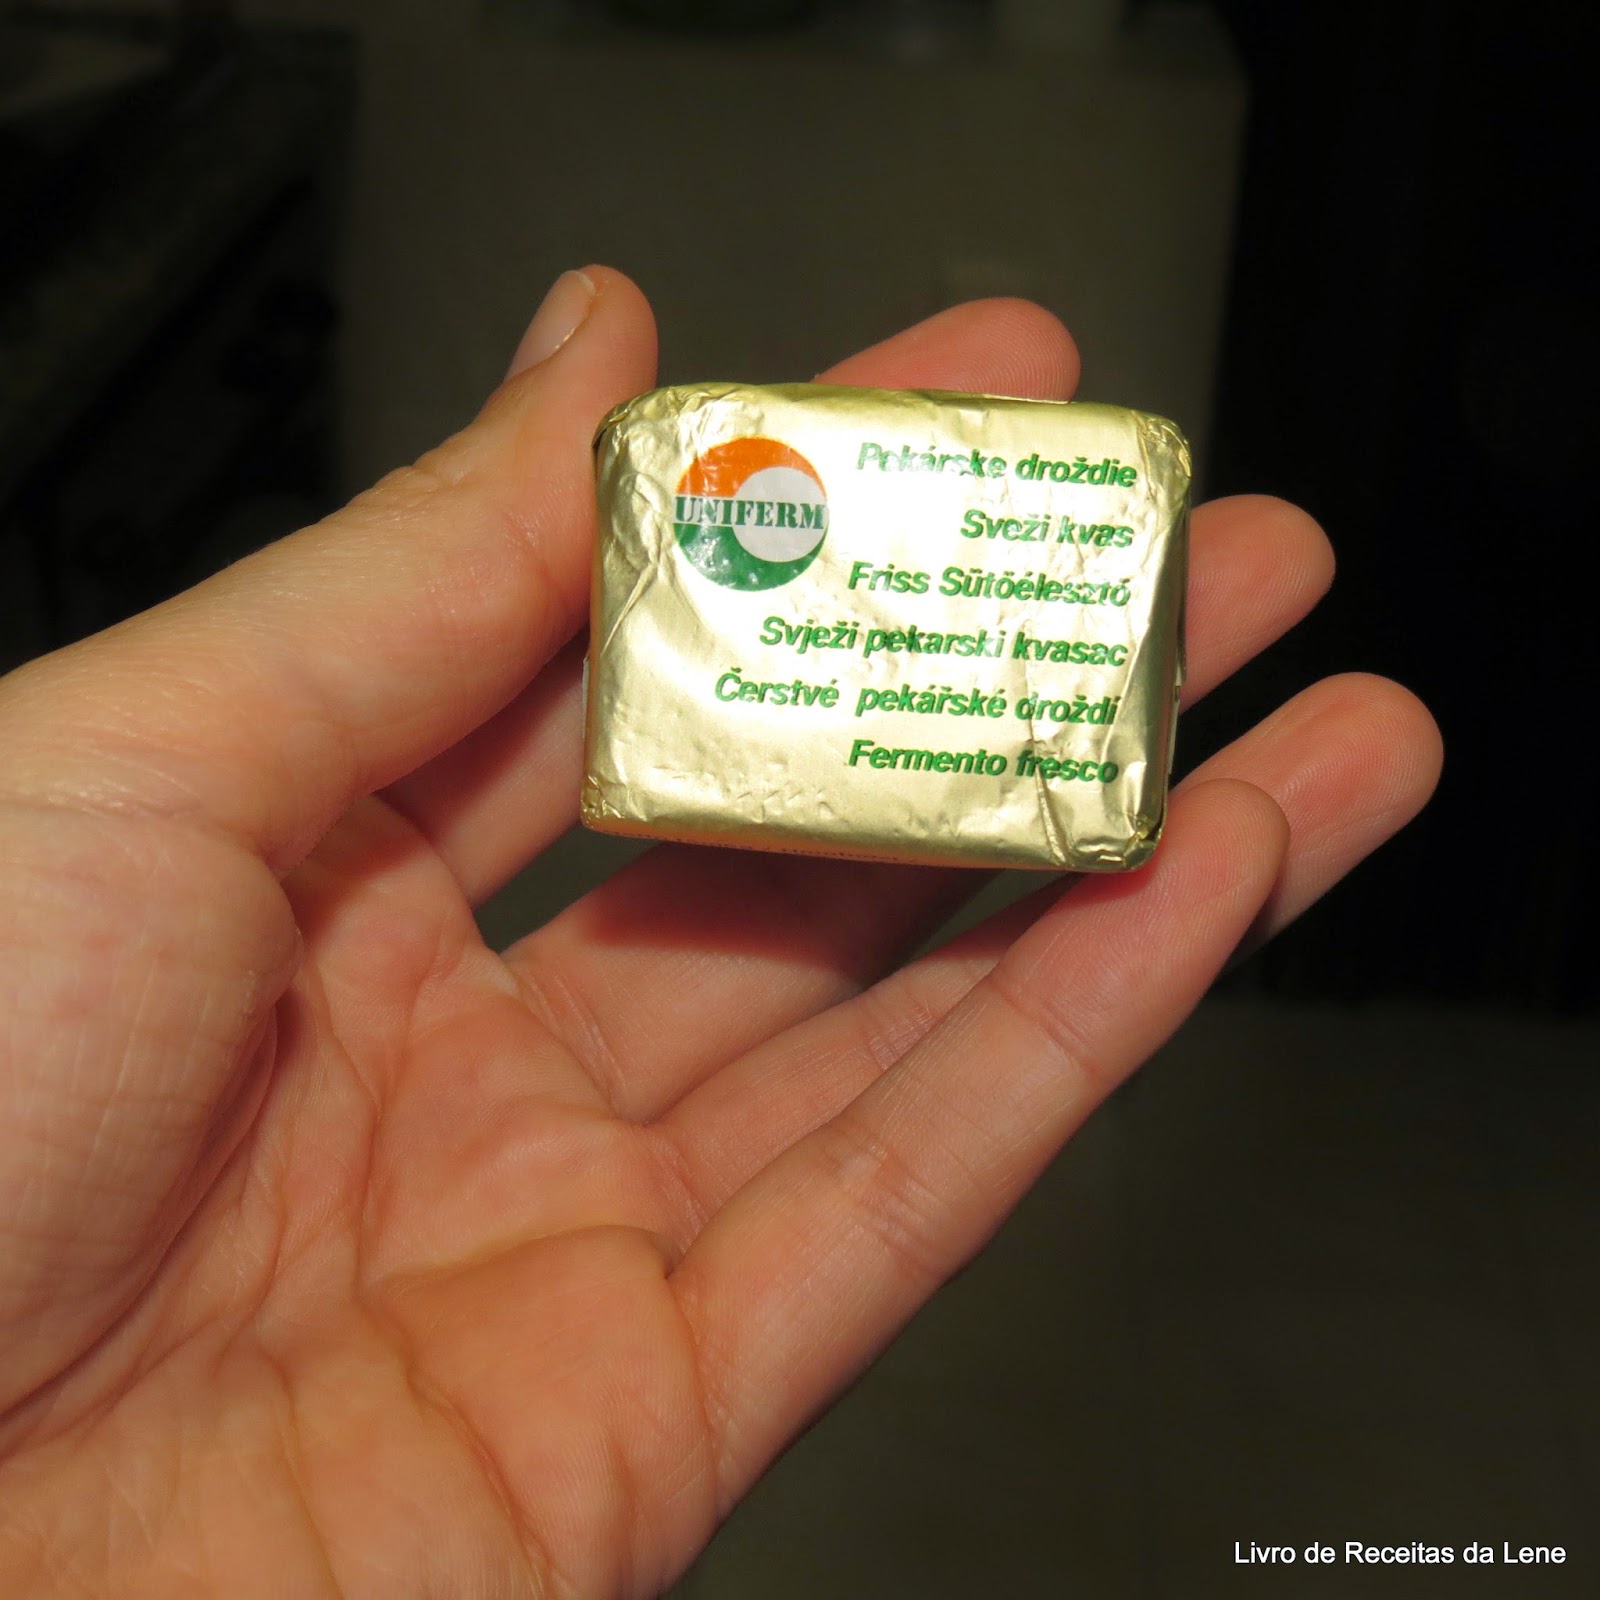 UNIFERM
Pekárske droždie
Sveži kvas
Friss Sütőélesztő
Svježi pekarski kvasac
Čerstvé pekářské droždí
Fermento fresco
Livro de Receitas da Lene